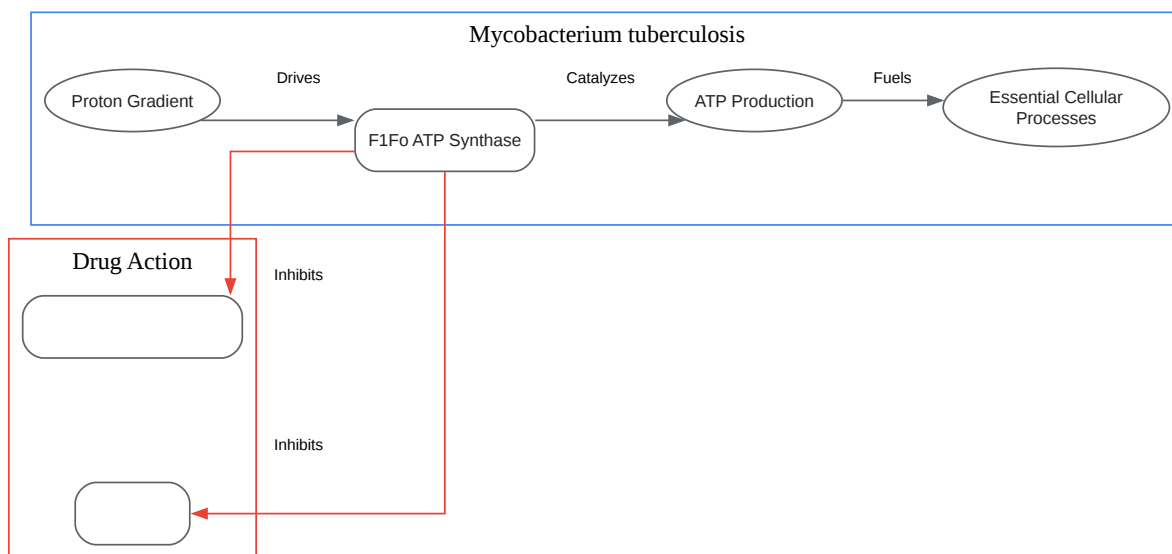 Mycobacterium tuberculosis
Drives
Catalyzes
Fuels
Proton Gradient
ATP Production
Essential Cellular
Processes
F1Fo ATP Synthase
Drug Action
Inhibits
Inhibits